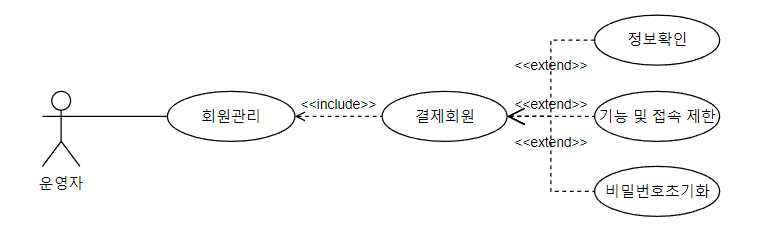 정보확인
<<extend>>
회원관리
<<include>>
결제회원
<<extend>>
기능 및 접속 제한
<<extend>>
운영자
비밀번호초기화